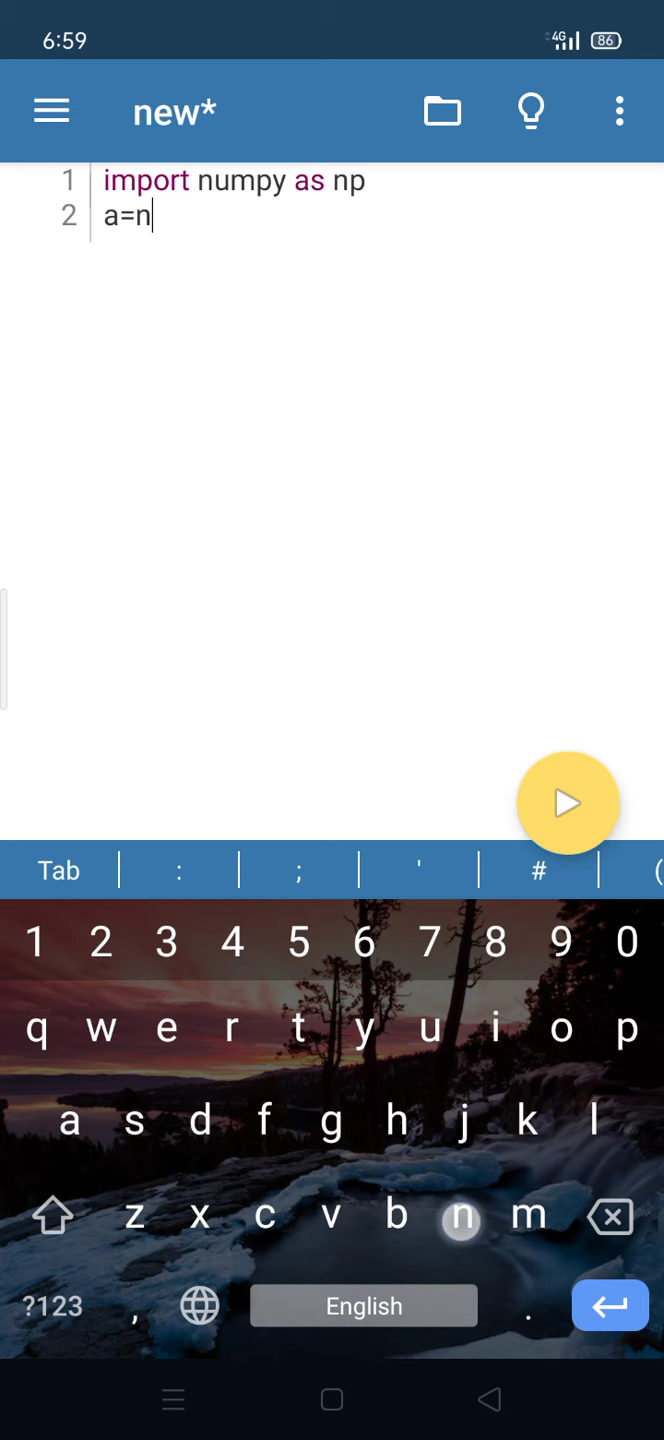 6:59 4G 86
new*
1 import numpy as np
2 a=n
Tab : ; ' # (
1 2 3 4 5 6 7 8 9 0
q w e r t y u i o p
a s d f g h j k l
z x c v b n m
?123 , English .